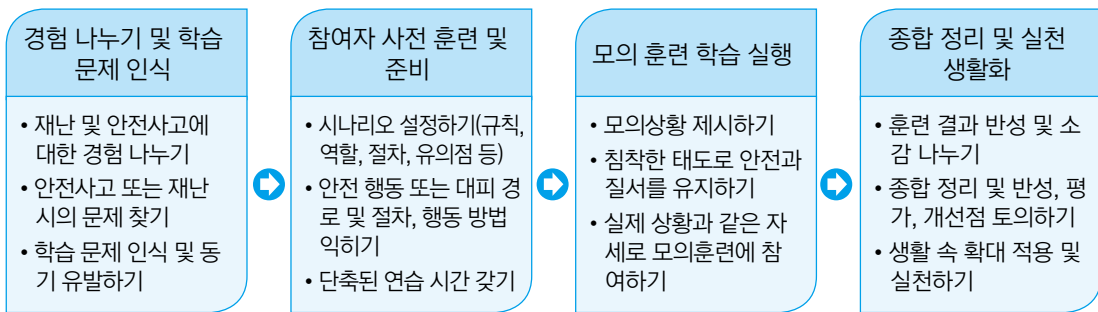 경험 나누기 및 학습
문제 인식
• 재난 및 안전사고에
대한 경험 나누기
• 안전사고 또는 재난
시의 문제 찾기
• 학습 문제 인식 및 동
기 유발하기
참여자 사전 훈련 및
준비
• 시나리오 설정하기(규칙,
역할, 절차, 유의점 등)
• 안전 행동 또는 대피 경
로 및 절차, 행동 방법
익히기
• 단축된 연습 시간 갖기
모의 훈련 학습 실행
• 모의상황 제시하기
• 침착한 태도로 안전과
질서를 유지하기
• 실제 상황과 같은 자
세로 모의훈련에 참
여하기
종합 정리 및 실천
생활화
• 훈련 결과 반성 및 소
감 나누기
• 종합 정리 및 반성, 평
가, 개선점 토의하기
• 생활 속 확대 적용 및
실천하기